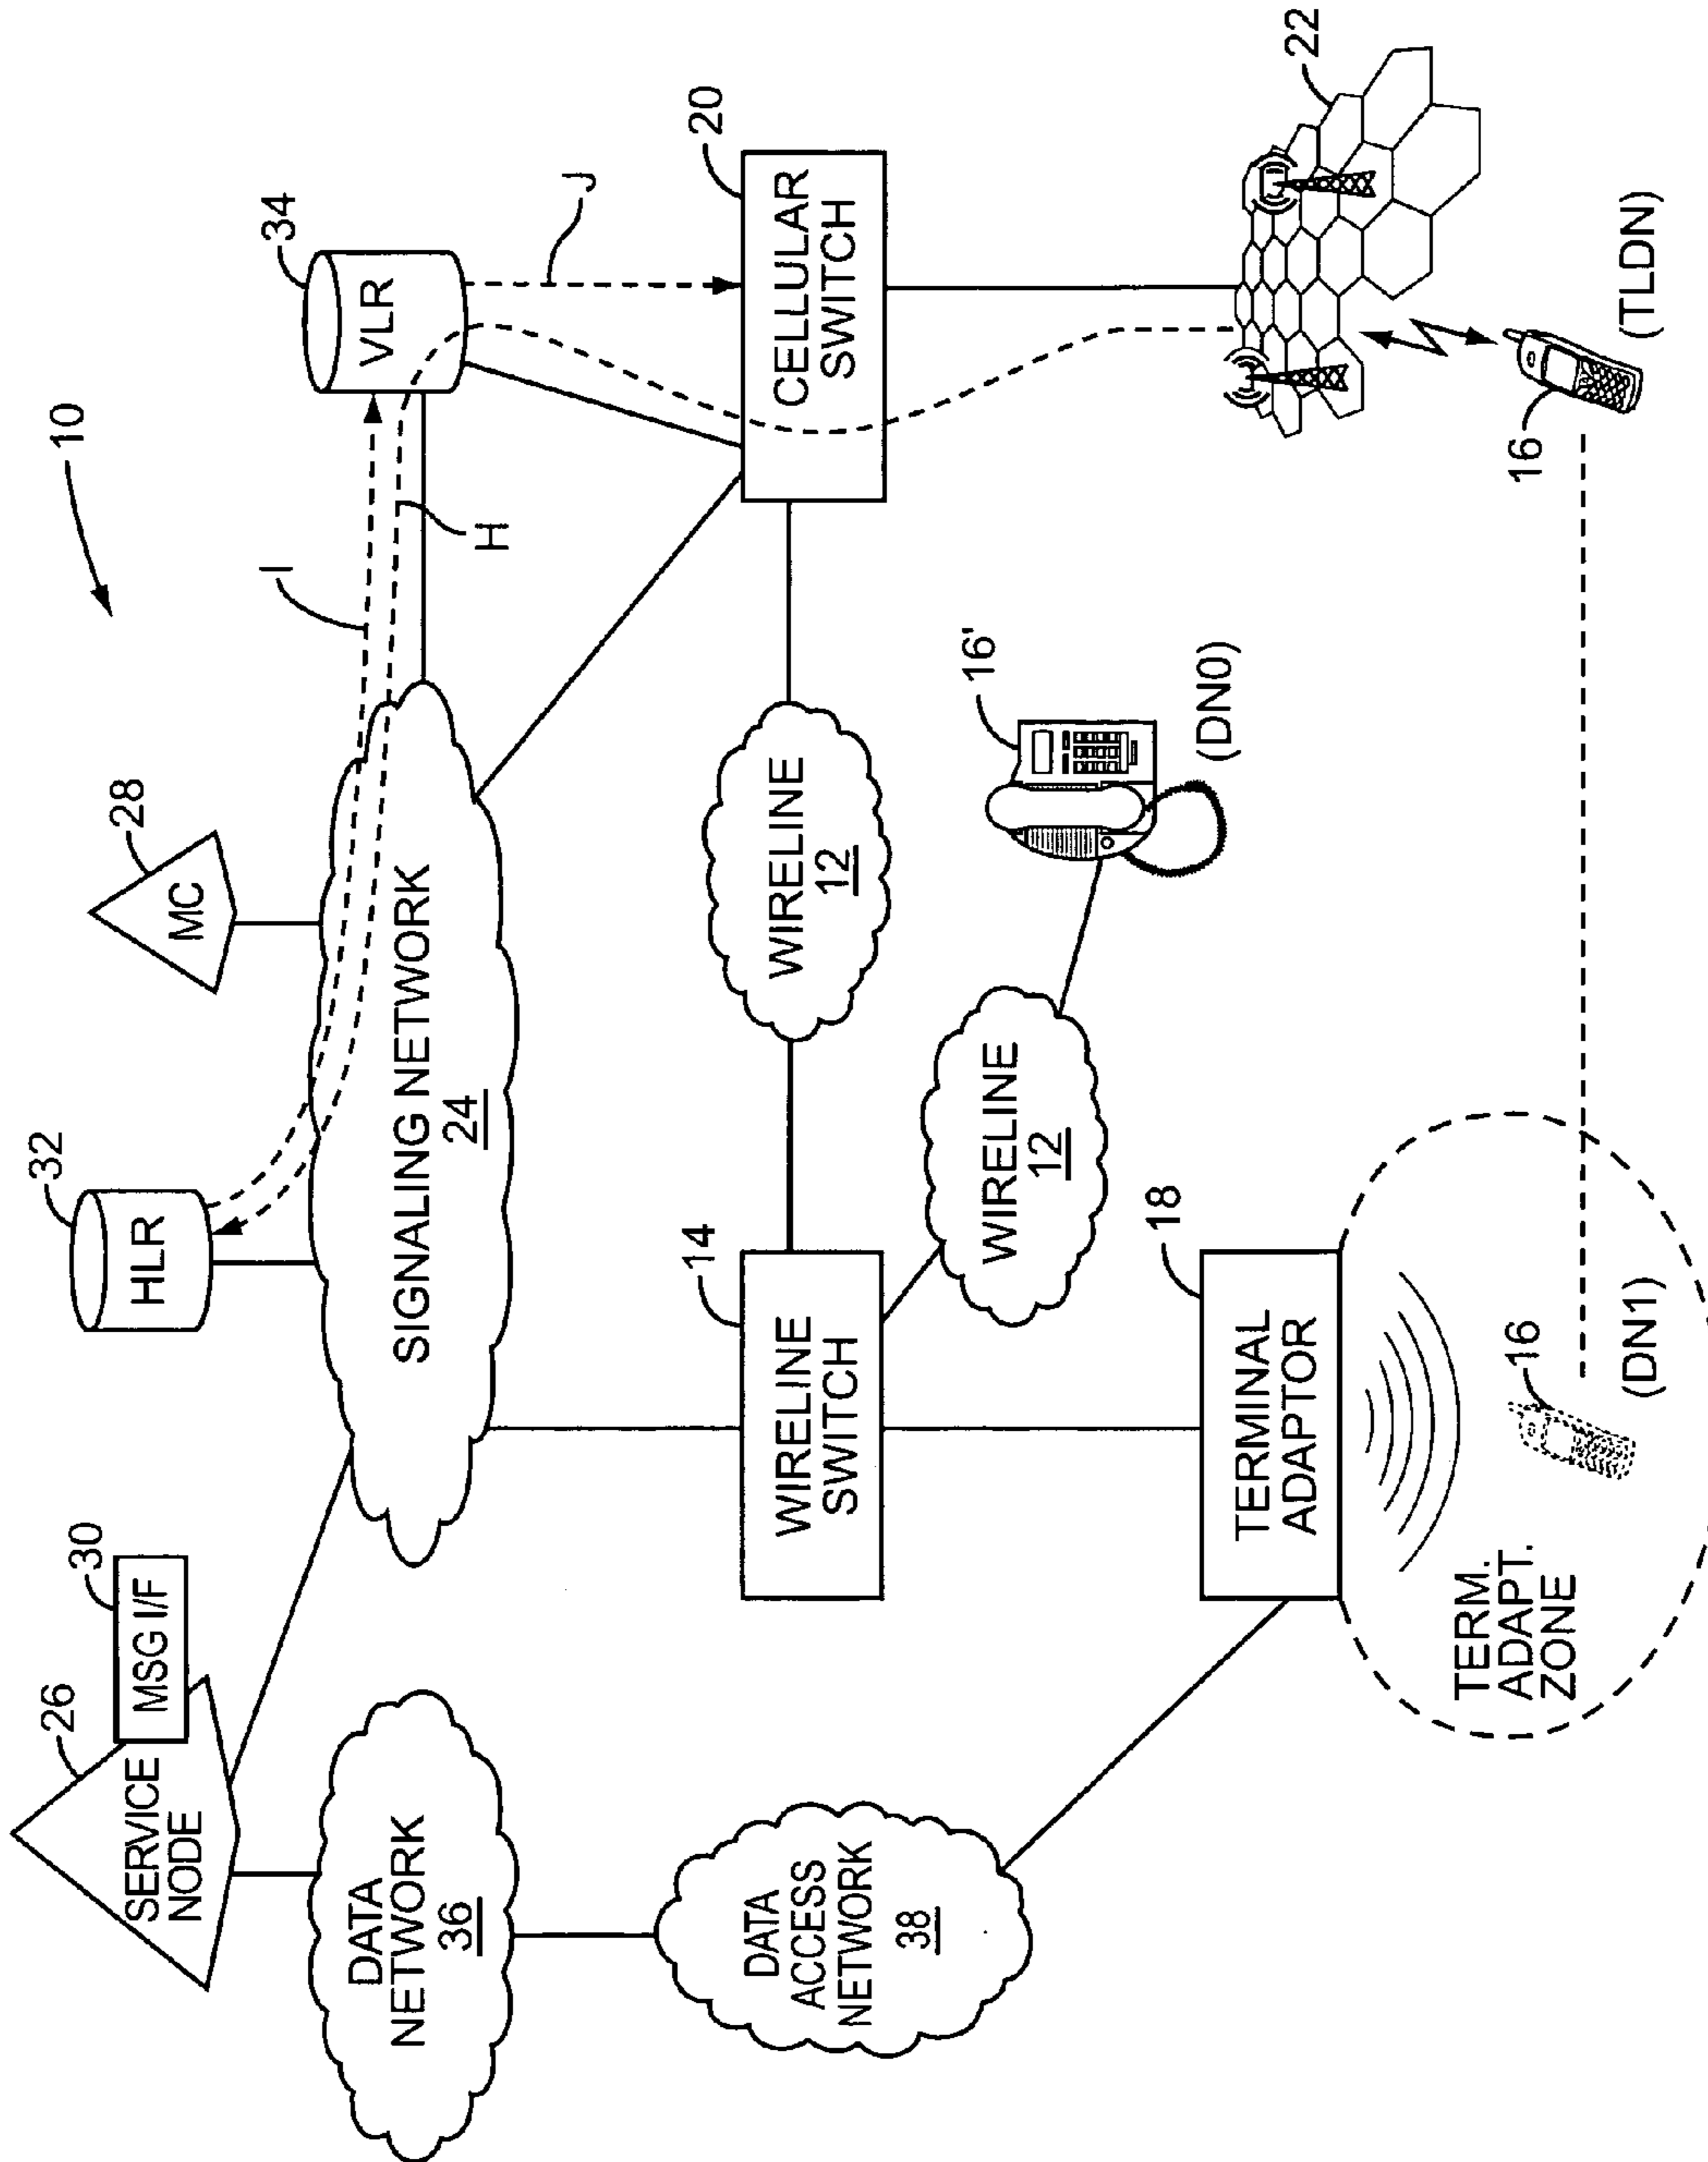 10
26
30
SERVICE
NODE
MSG I/F
32
HLR
28
MC
34
VLR
I
H
J
DATA
NETWORK
36
SIGNALING NETWORK
24
DATA
ACCESS
NETWORK
38
14
WIRELINE
SWITCH
WIRELINE
12
20
CELLULAR
SWITCH
WIRELINE
12
16'
(DN0)
18
TERMINAL
ADAPTOR
22
TERM.
ADAPT.
ZONE
16
(DN1)
16
(TLDN)